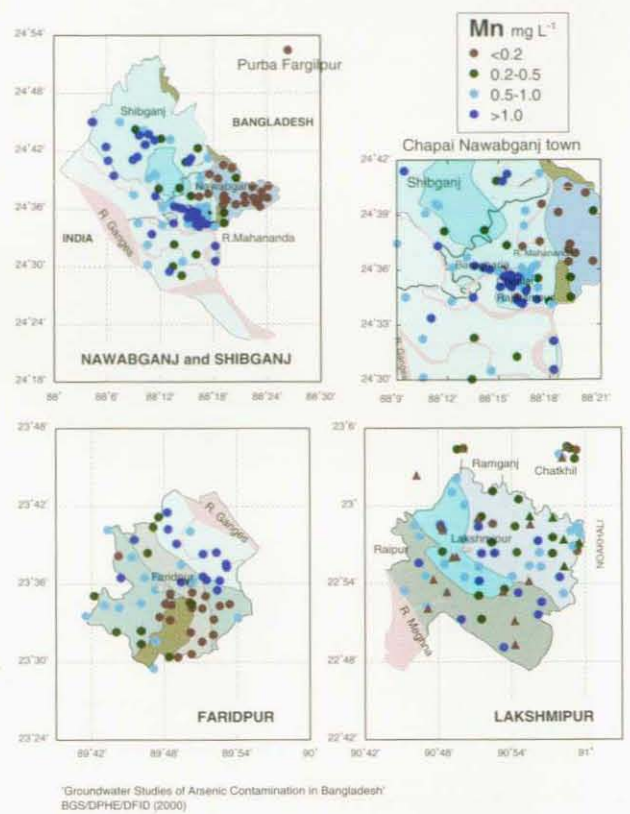 Mn mg L⁻¹
<0.2
0.2-0.5
0.5-1.0
>1.0
24°54'
24°48'
24°42'
24°36'
24°30'
24°24'
24°18'
88°
88°6'
88°12'
88°18'
88°24'
88°30'
Purba Fargilpur
Shibganj
BANGLADESH
Nawabganj
R. Ganges
INDIA
R.Mahananda
NAWABGANJ and SHIBGANJ
Chapai Nawabganj town
24°42'
24°39'
24°36'
24°33'
24°30'
88°9'
88°12'
88°15'
88°18'
88°21'
Shibganj
R. Mahananda
R. Ganges
23°48'
23°42'
23°36'
23°30'
23°24'
89°42'
89°48'
89°54'
90°
R. Ganges
Faridpur
FARIDPUR
23°6'
23°
22°54'
22°48'
22°42'
90°42'
90°48'
90°54'
91°
Ramganj
Chatkhil
Lakshmipur
Raipur
NOAKHALI
R. Meghna
LAKSHMIPUR
'Groundwater Studies of Arsenic Contamination in Bangladesh'
BGS/DPHE/DFID (2000)